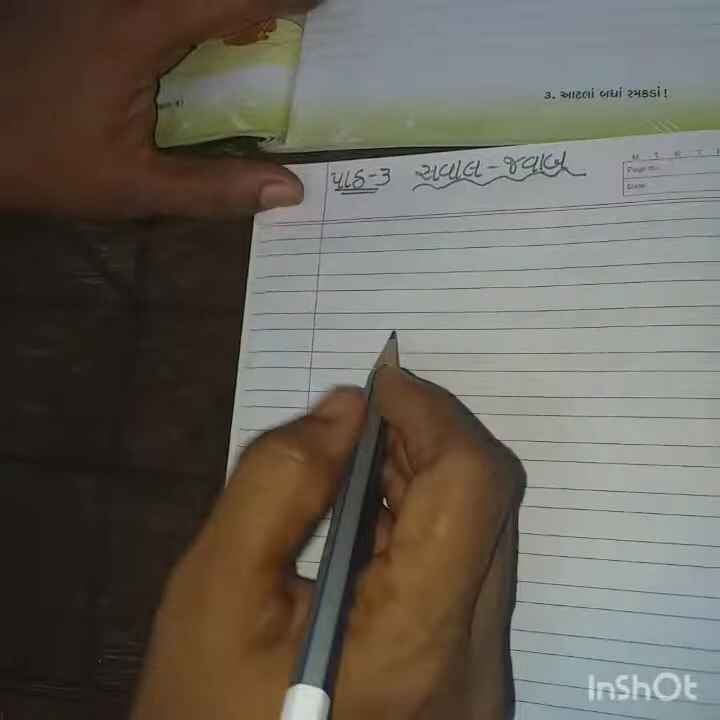 ૩. આટલાં બધાં રમકડાં!
પાઠ-૩ સવાલ-જવાબ
M T W T F
Page No.
Date
InShOt